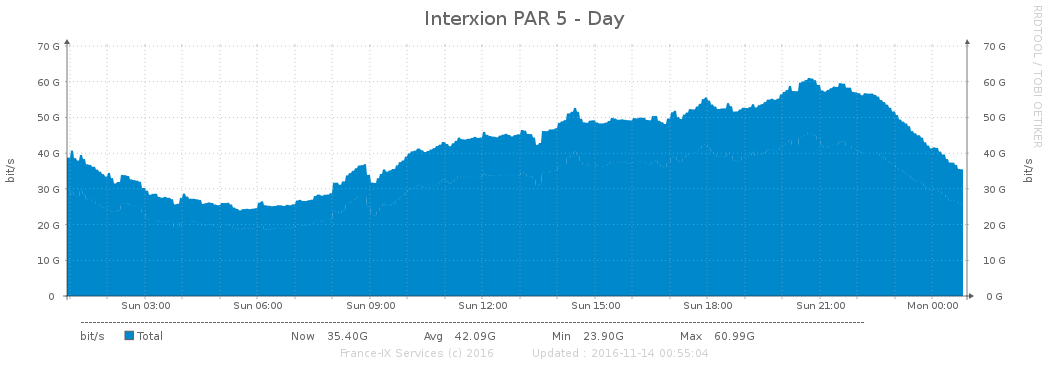 Interxion PAR 5 - Day
RRDTOOL / TOBI OETIKER
bit/s
70 G
60 G
50 G
40 G
30 G
20 G
10 G
0
70 G
60 G
50 G
40 G
30 G
20 G
10 G
0 G
bit/s
Sun 03:00 Sun 06:00 Sun 09:00 Sun 12:00 Sun 15:00 Sun 18:00 Sun 21:00 Mon 00:00
bit/s Total Now 35.40G Avg 42.09G Min 23.90G Max 60.99G
France-IX Services (c) 2016 Updated : 2016-11-14 00:55:04